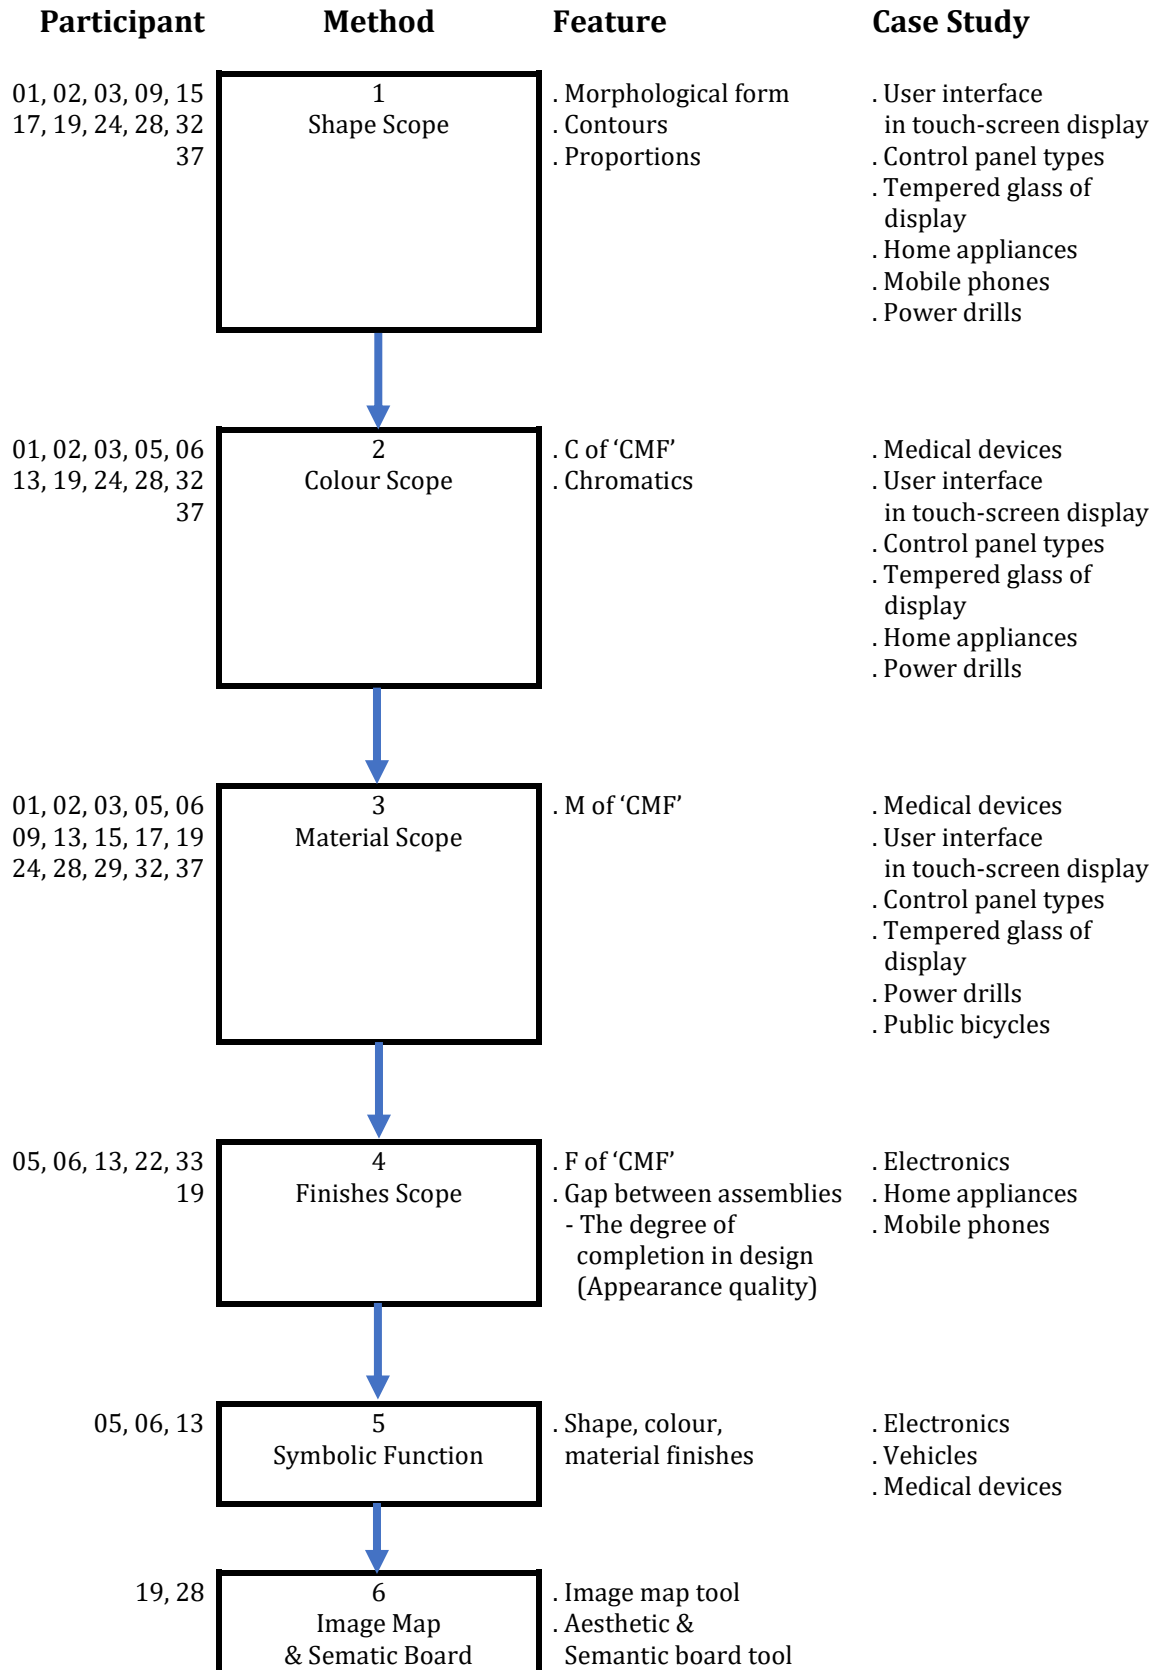 Participant Method Feature Case Study
01, 02, 03, 09, 15
17, 19, 24, 28, 32
37
1
Shape Scope
. Morphological form
. Contours
. Proportions
. User interface
in touch-screen display
. Control panel types
. Tempered glass of
display
. Home appliances
. Mobile phones
. Power drills
01, 02, 03, 05, 06
13, 19, 24, 28, 32
37
2
Colour Scope
. C of ‘CMF’
. Chromatics
. Medical devices
. User interface
in touch-screen display
. Control panel types
. Tempered glass of
display
. Home appliances
. Power drills
01, 02, 03, 05, 06
09, 13, 15, 17, 19
24, 28, 29, 32, 37
3
Material Scope
. M of ‘CMF’
. Medical devices
. User interface
in touch-screen display
. Control panel types
. Tempered glass of
display
. Power drills
. Public bicycles
05, 06, 13, 22, 33
19
4
Finishes Scope
. F of ‘CMF’
. Gap between assemblies
- The degree of
completion in design
(Appearance quality)
. Electronics
. Home appliances
. Mobile phones
05, 06, 13
5
Symbolic Function
. Shape, colour,
material finishes
. Electronics
. Vehicles
. Medical devices
19, 28
6
Image Map
& Sematic Board
. Image map tool
. Aesthetic &
Semantic board tool